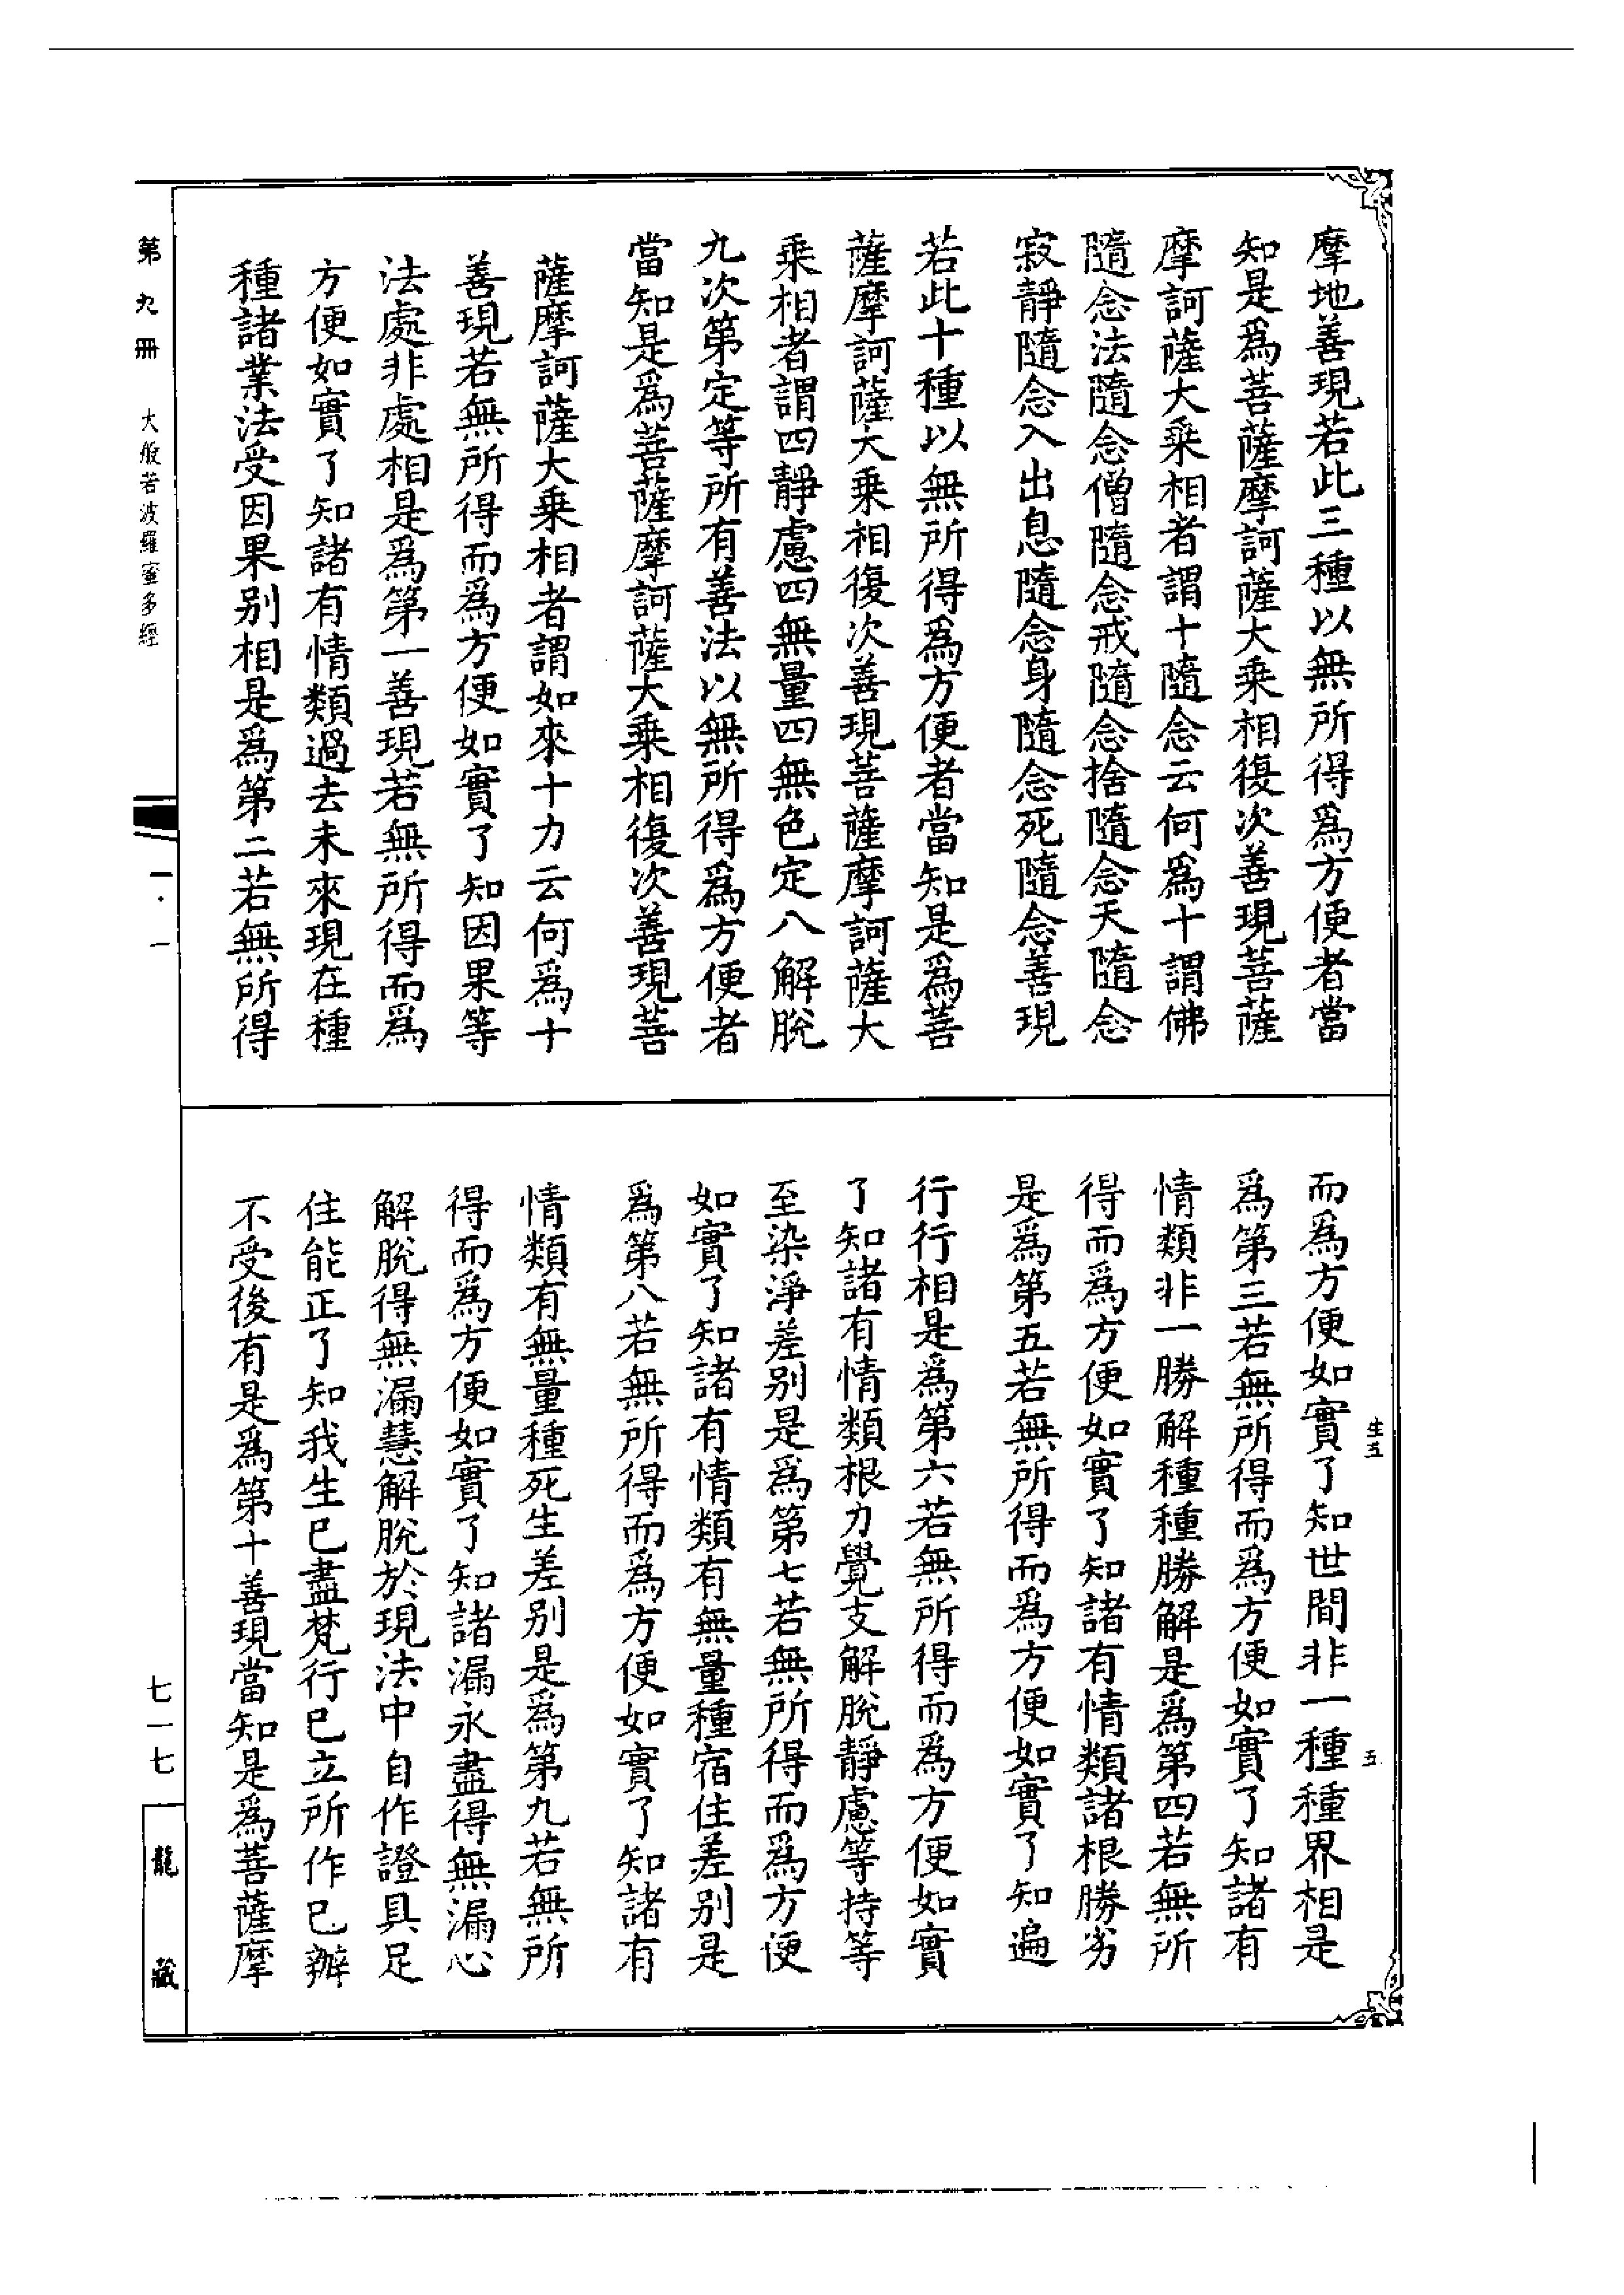 摩地善現若此三種以無所得爲方便者當
知是爲菩薩摩訶薩大乘相復次善現菩薩
摩訶薩大乘相者謂十隨念云何爲十謂佛
隨念法隨念僧隨念戒隨念捨隨念天隨念
寂靜隨念入出息隨念身隨念死隨念善現
若此十種以無所得爲方便者當知是爲菩
薩摩訶薩大乘相復次善現菩薩摩訶薩大
乘相者謂四靜慮四無量四無色定八解脫
九次第定等所有善法以無所得爲方便者
當知是爲菩薩摩訶薩大乘相復次善現菩
薩摩訶薩大乘相者謂如來十力云何爲十
善現若無所得而爲方便如實了知因果等
法處非處相是爲第一善現若無所得而爲
方便如實了知諸有情類過去未來現在種
種諸業法受因果別相是爲第二若無所得
生五
五
而爲方便如實了知世間非一種種界相是
爲第三若無所得而爲方便如實了知諸有
情類非一勝解種種勝解是爲第四若無所
得而爲方便如實了知諸有情類諸根勝劣
是爲第五若無所得而爲方便如實了知遍
行行相是爲第六若無所得而爲方便如實
了知諸有情類根力覺支解脫靜慮等持等
至染淨差別是爲第七若無所得而爲方便
如實了知諸有情類有無量種宿住差別是
爲第八若無所得而爲方便如實了知諸有
情類有無量種死生差別是爲第九若無所
得而爲方便如實了知諸漏永盡得無漏心
解脫得無漏慧解脫於現法中自作證具足
住能正了知我生已盡梵行已立所作已辦
不受後有是爲第十善現當知是爲菩薩摩
第九冊 大般若波羅蜜多經
一·一
七一七
龍藏